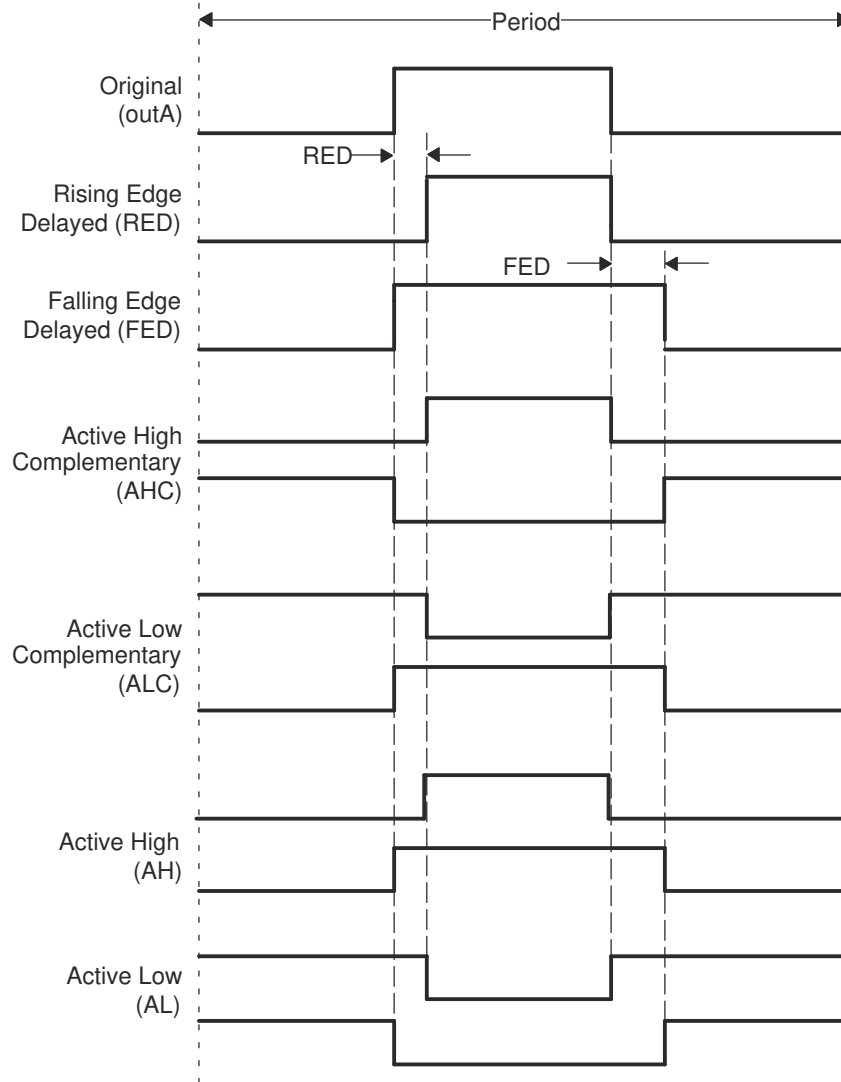 Period
Original
(outA)
RED
Rising Edge
Delayed (RED)
FED
Falling Edge
Delayed (FED)
Active High
Complementary
(AHC)
Active Low
Complementary
(ALC)
Active High
(AH)
Active Low
(AL)